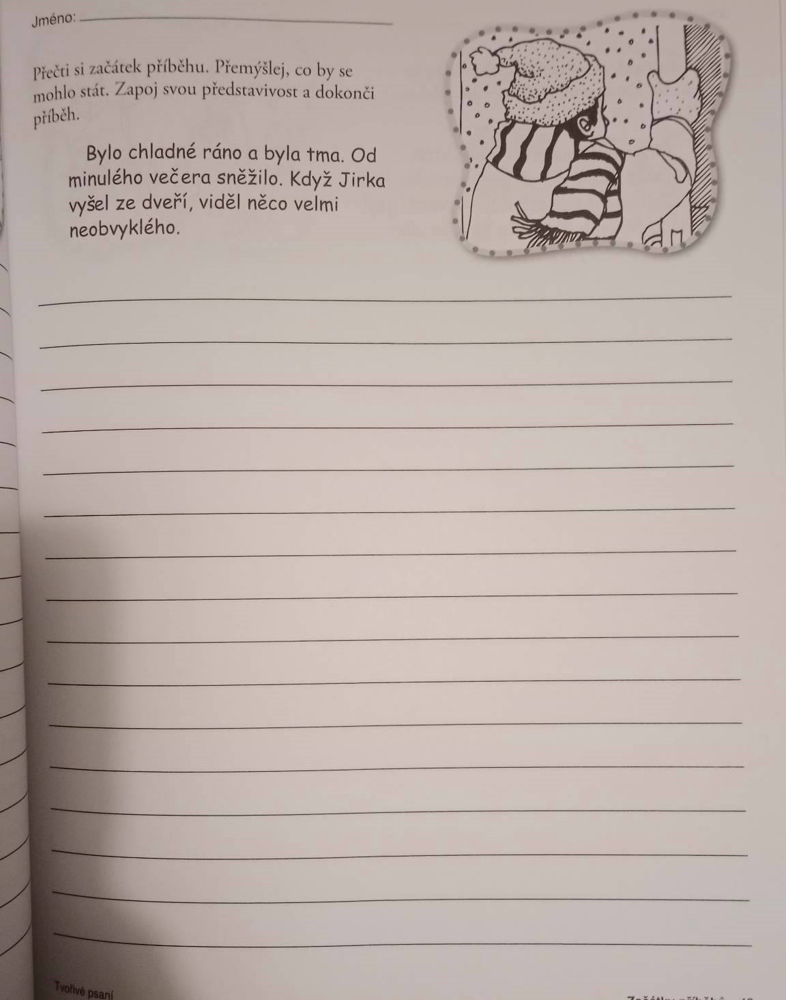 Jméno:
Přečti si začátek příběhu. Přemýšlej, co by se
mohlo stát. Zapoj svou představivost a dokonči
příběh.
Bylo chladné ráno a byla tma. Od
minulého večera sněžilo. Když Jirka
vyšel ze dveří, viděl něco velmi
neobvyklého.
Tvořivé psaní